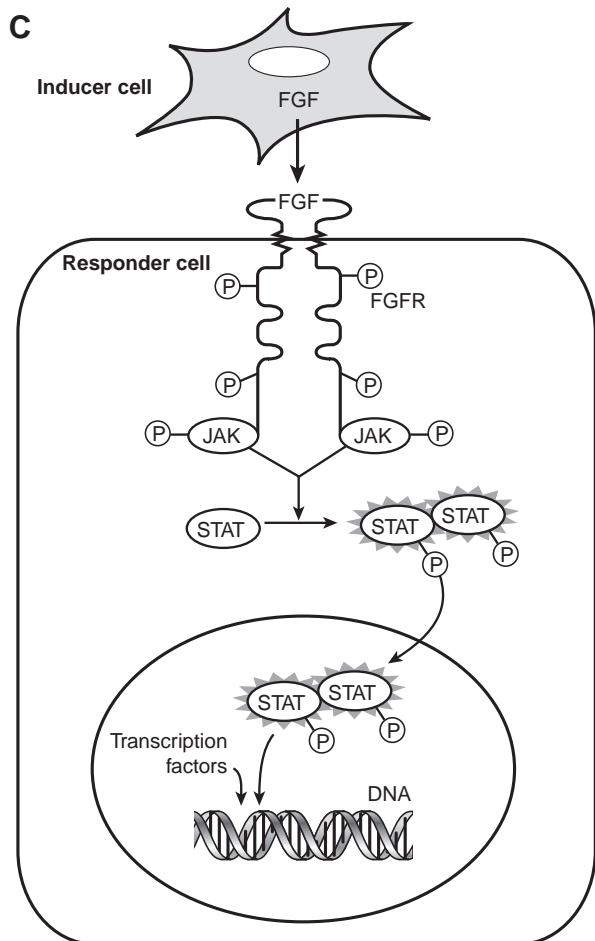 C
Inducer cell
FGF
FGF
Responder cell
P
P
FGFR
P
P
P
JAK
JAK
P
STAT
STAT
STAT
P
P
STAT
STAT
P
P
Transcription
factors
DNA